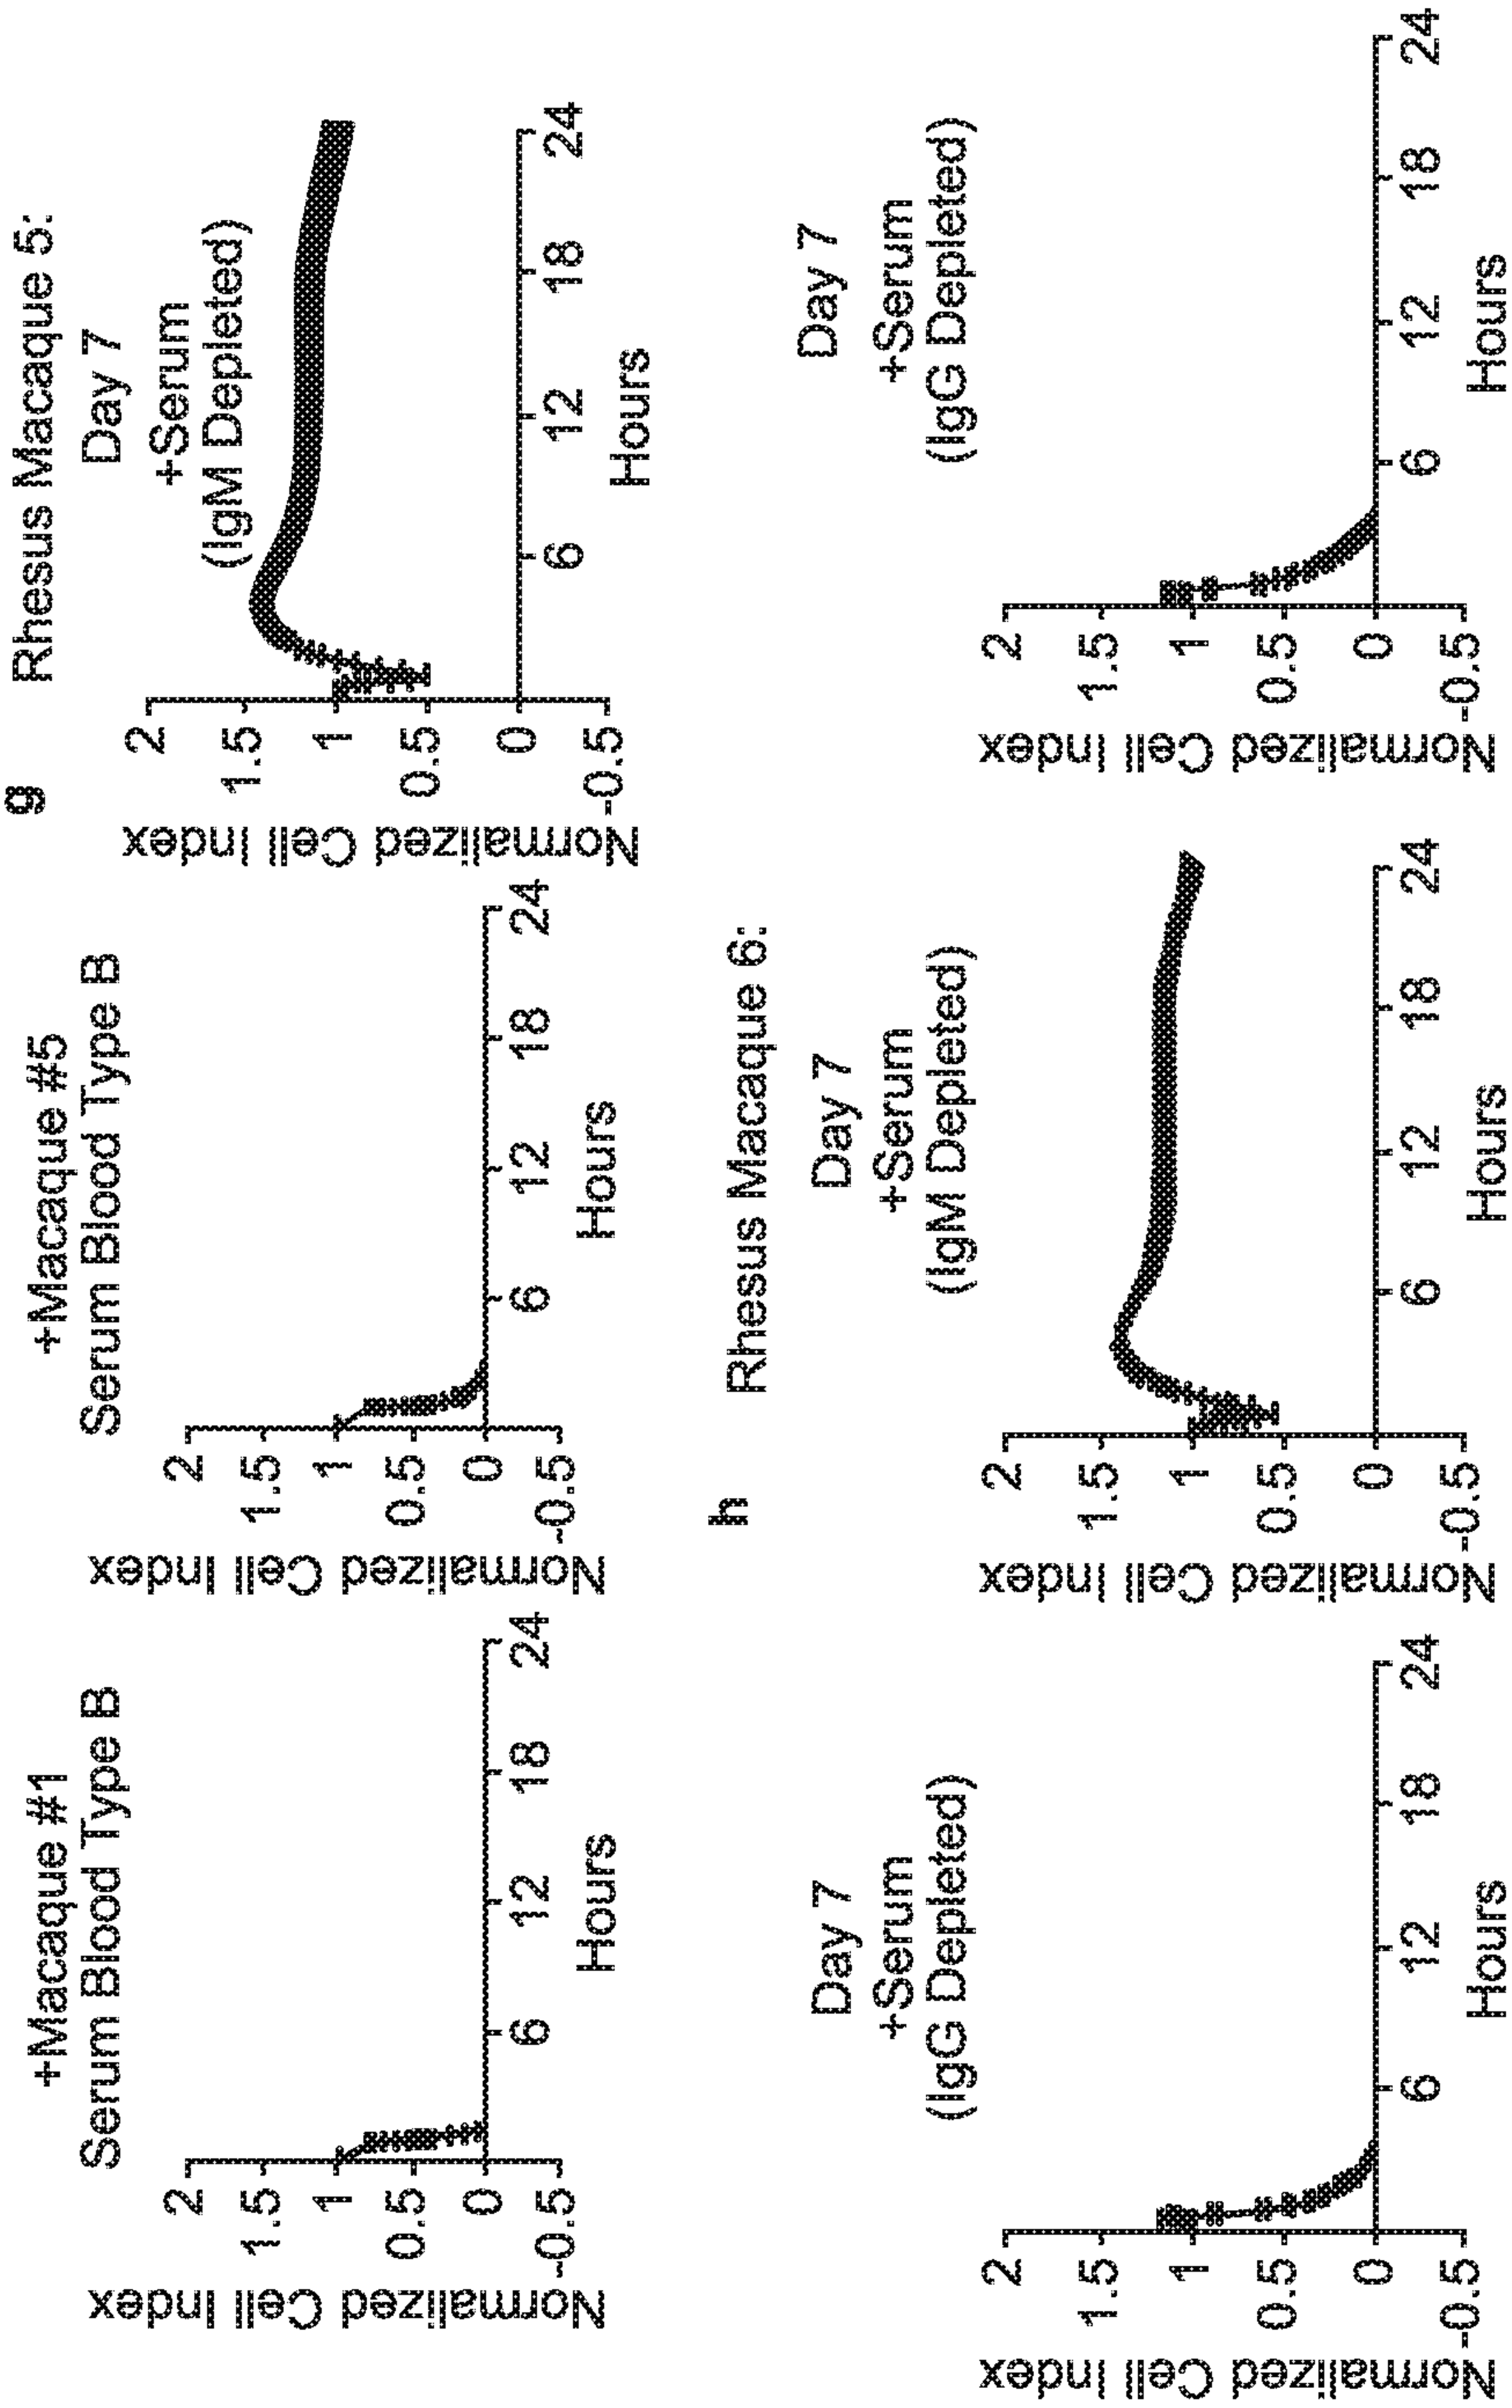 +Macaque #1
Serum Blood Type B
Normalized Cell Index
2
1.5
1
0.5
0
-0.5
6
12
18
24
Hours
+Macaque #5
Serum Blood Type B
Normalized Cell Index
2
1.5
1
0.5
0
-0.5
6
12
18
24
Hours
g
Rhesus Macaque 5:
Day 7
+Serum
(IgM Depleted)
Normalized Cell Index
2
1.5
1
0.5
0
-0.5
6
12
18
24
Hours
Day 7
+Serum
(IgG Depleted)
Normalized Cell Index
2
1.5
1
0.5
0
-0.5
6
12
18
24
Hours
h
Rhesus Macaque 6:
Day 7
+Serum
(IgM Depleted)
Normalized Cell Index
2
1.5
1
0.5
0
-0.5
6
12
18
24
Hours
Day 7
+Serum
(IgG Depleted)
Normalized Cell Index
2
1.5
1
0.5
0
-0.5
6
12
18
24
Hours